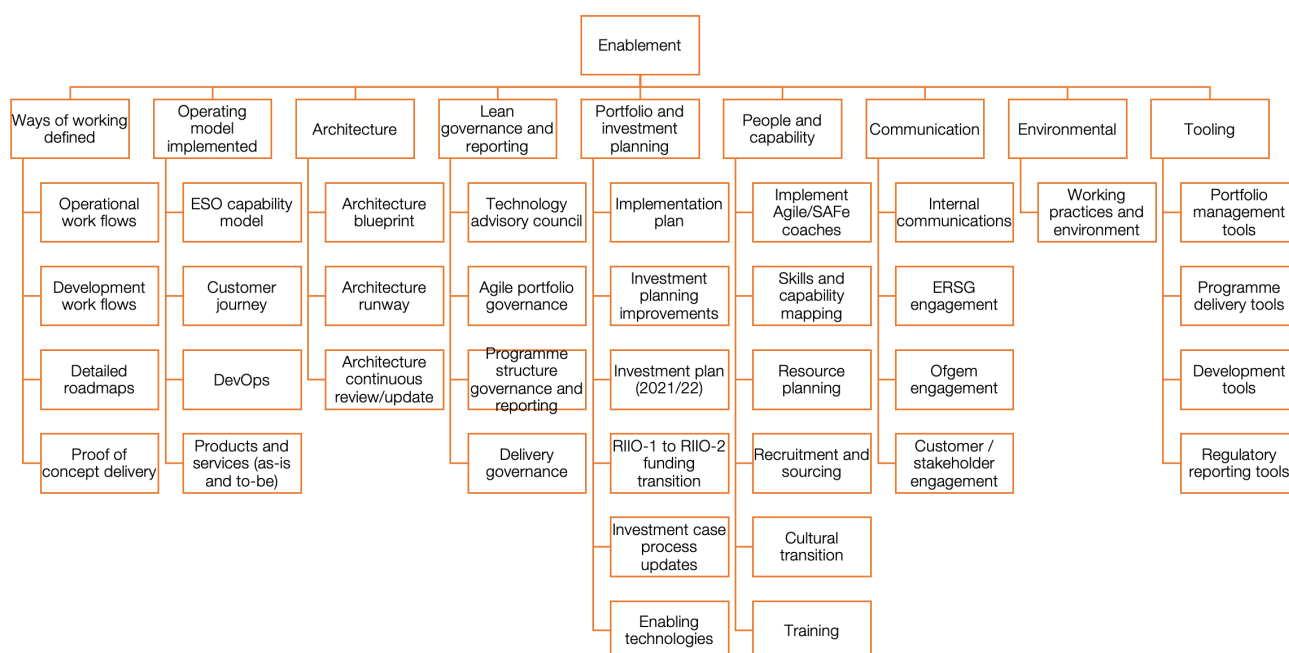 Enablement
Ways of working
defined
Operational
work flows
Development
work flows
Detailed
roadmaps
Proof of
concept delivery
Operating
model
implemented
ESO capability
model
Customer
journey
DevOps
Products and
services (as-is
and to-be)
Architecture
Architecture
blueprint
Architecture
runway
Architecture
continuous
review/update
Lean
governance and
reporting
Technology
advisory council
Agile portfolio
governance
Programme
structure
governance and
reporting
Delivery
governance
Portfolio and
investment
planning
Implementation
plan
Investment
planning
improvements
Investment plan
(2021/22)
RIIO-1 to RIIO-2
funding
transition
Investment case
process
updates
Enabling
technologies
People and
capability
Implement
Agile/SAFe
coaches
Skills and
capability
mapping
Resource
planning
Recruitment and
sourcing
Cultural
transition
Training
Communication
Internal
communications
ERSG
engagement
Ofgem
engagement
Customer /
stakeholder
engagement
Environmental
Working
practices and
environment
Tooling
Portfolio
management
tools
Programme
delivery tools
Development
tools
Regulatory
reporting tools